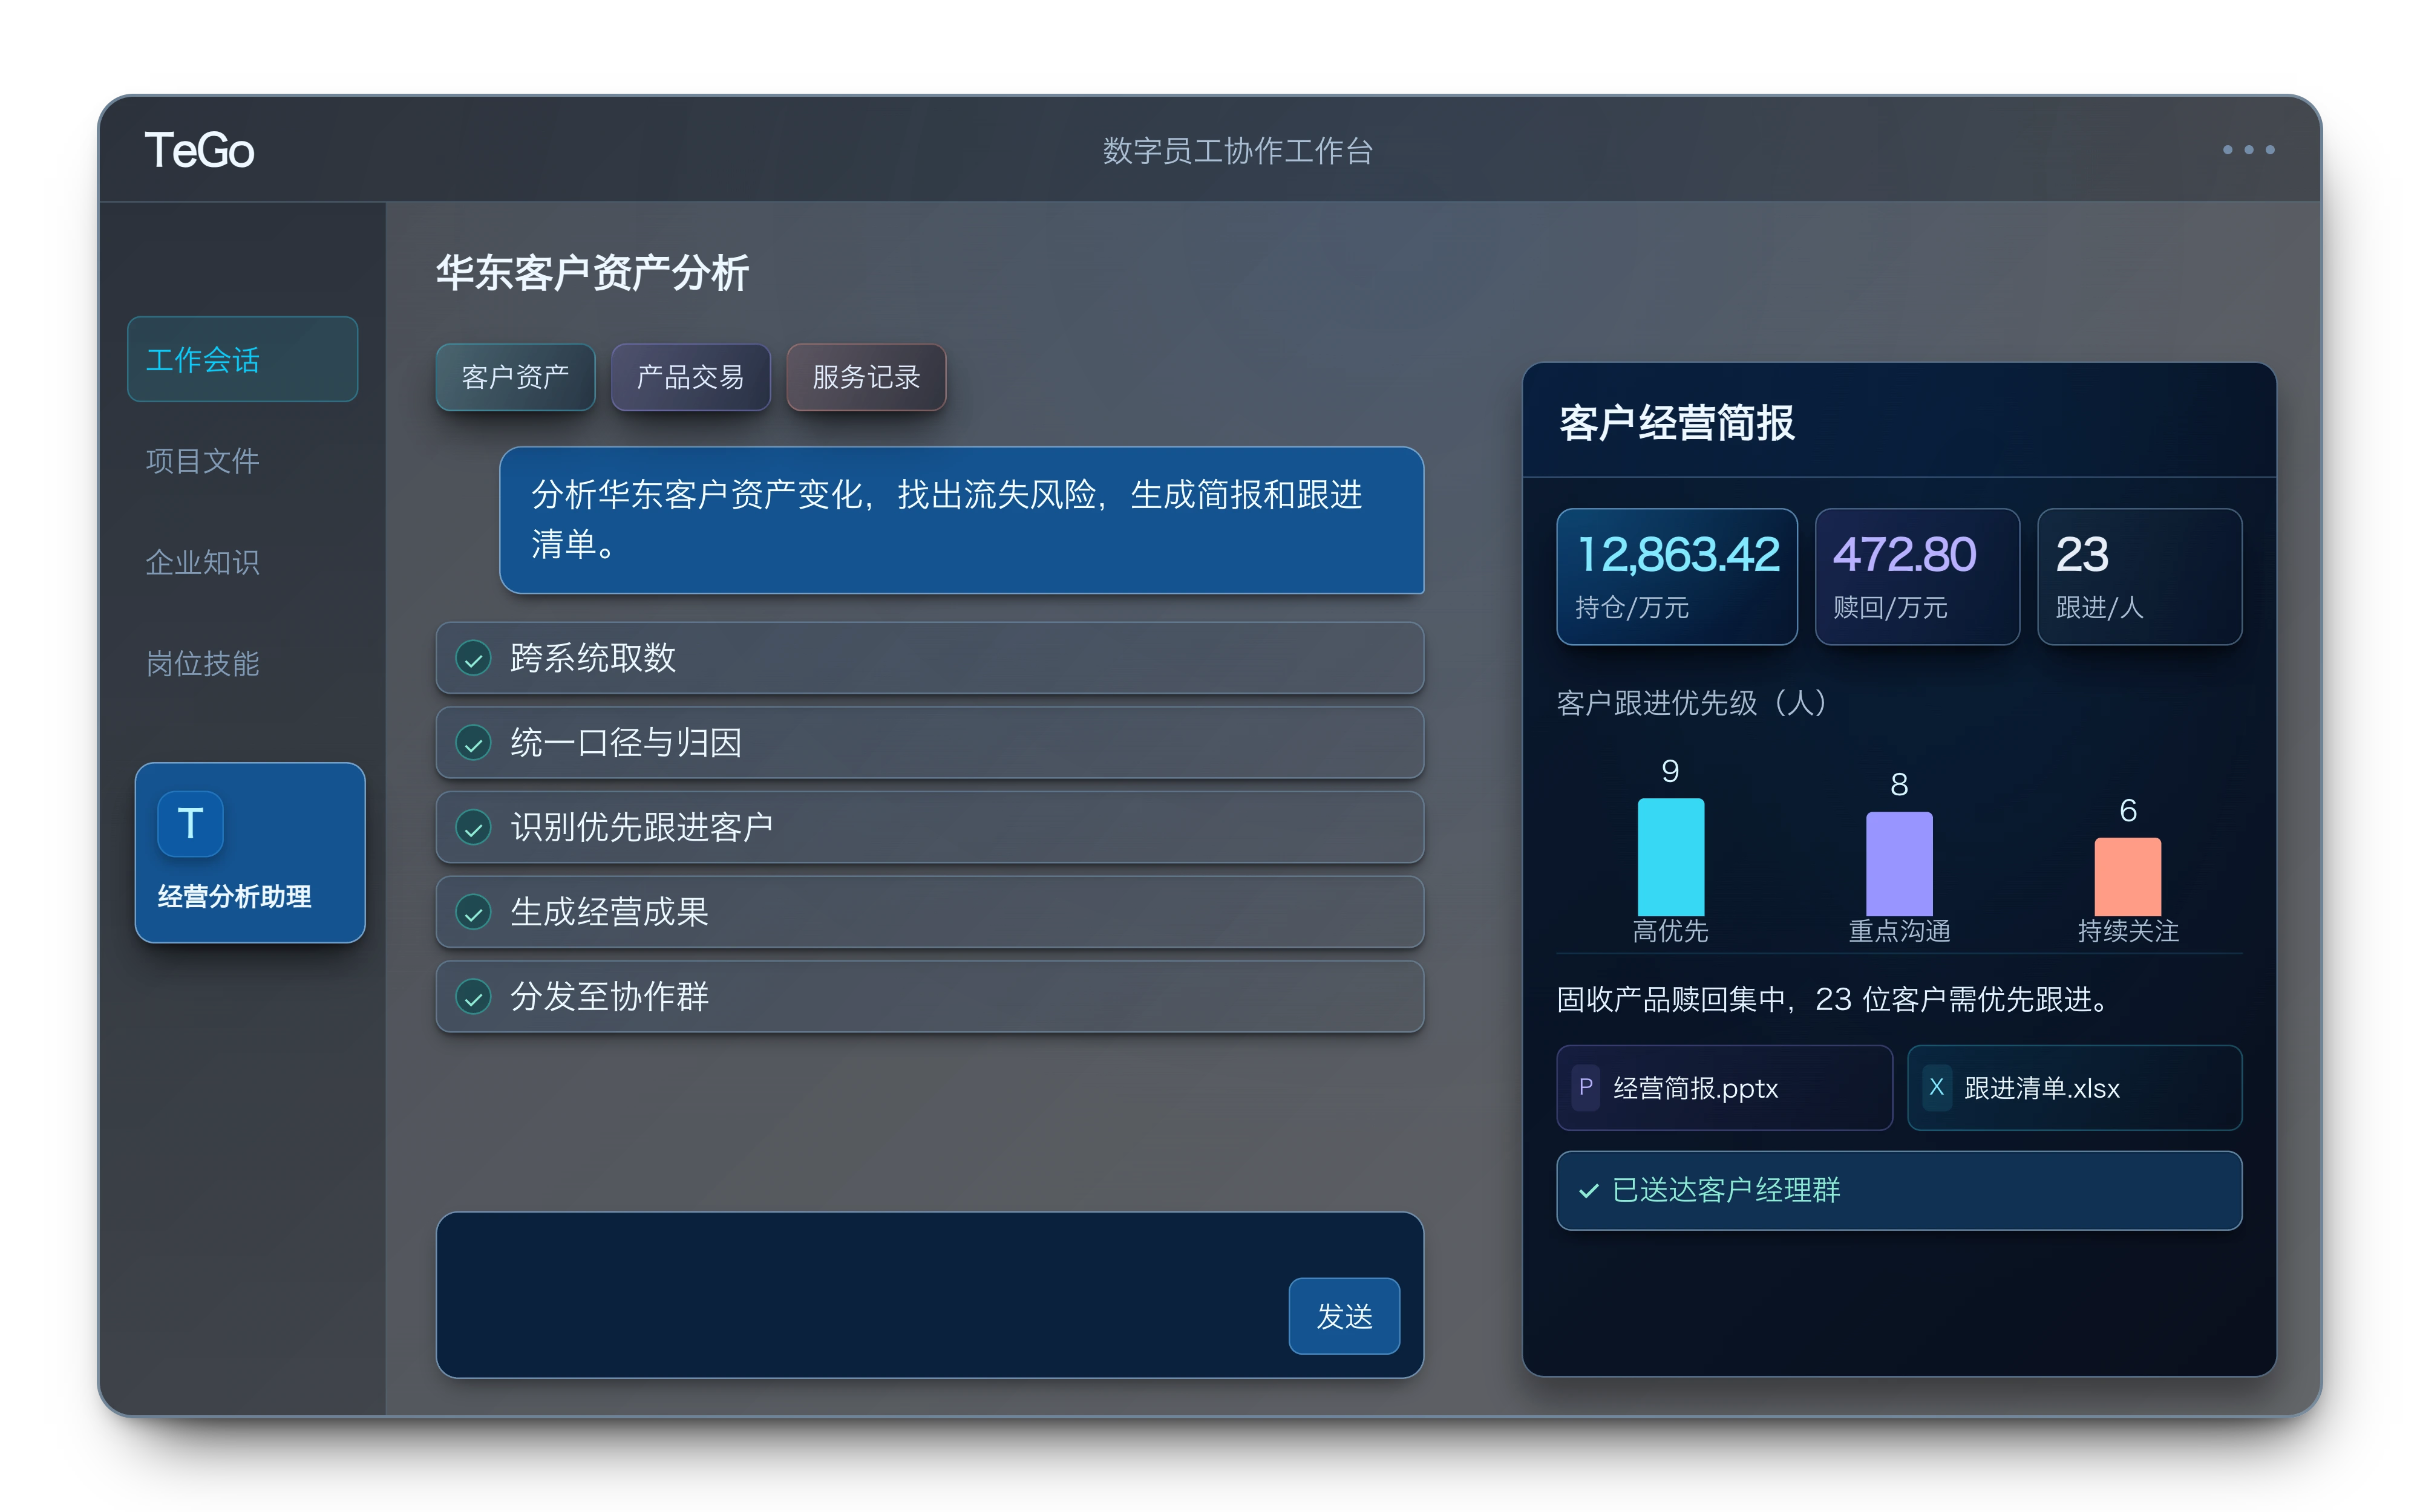 TeGo
数字员工协作工作台
工作会话
项目文件
企业知识
岗位技能
T
经营分析助理
华东客户资产分析
客户资产
产品交易
服务记录
分析华东客户资产变化，找出流失风险，生成简报和跟进
清单。
跨系统取数
统一口径与归因
识别优先跟进客户
生成经营成果
分发至协作群
发送
客户经营简报
12,863.42
持仓/万元
472.80
赎回/万元
23
跟进/人
客户跟进优先级（人）
9
高优先
8
重点沟通
6
持续关注
固收产品赎回集中，23 位客户需优先跟进。
P 经营简报.pptx
X 跟进清单.xlsx
已送达客户经理群